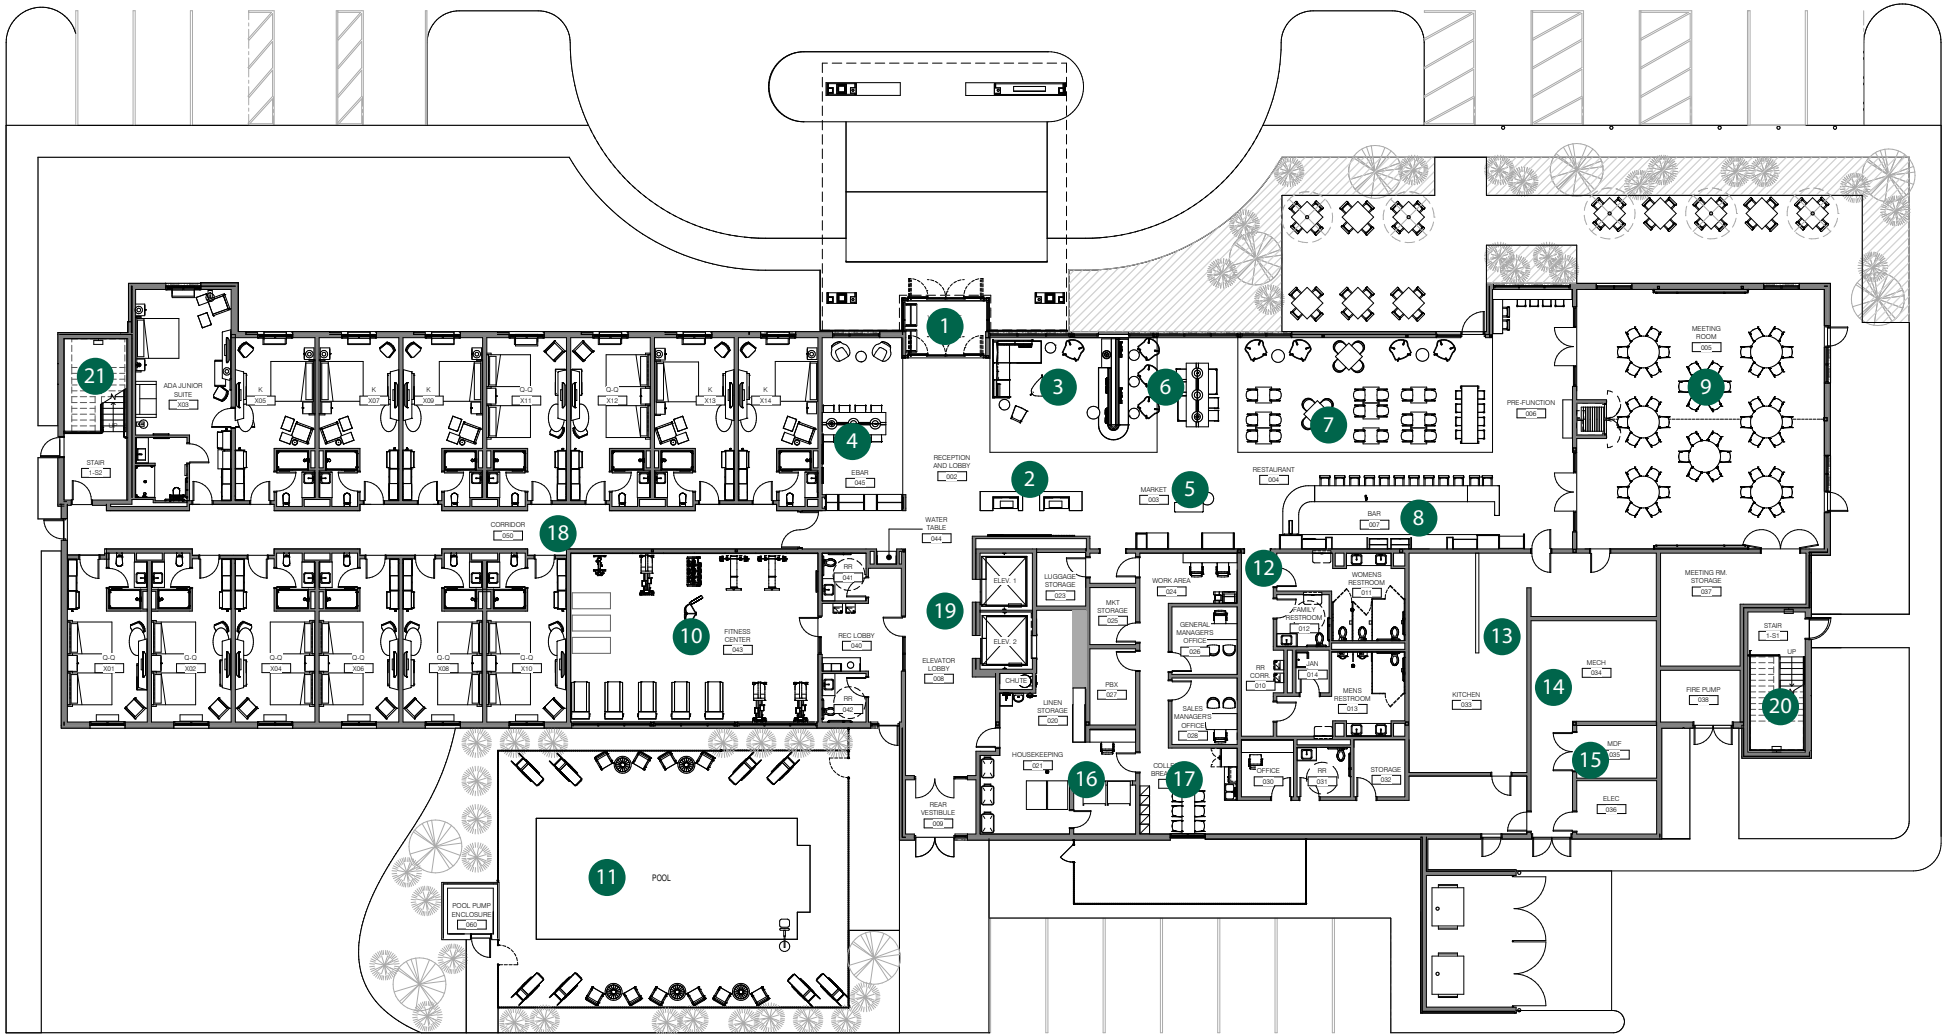 1
21
ADA JUNIOR
SUITE
X03
K
X05
K
X07
K
X09
Q-Q
X11
Q-Q
X12
K
X13
K
X14
UP
STAIR
1-S2
4
EBAR
045
3
6
7
PRE-FUNCTION
006
MEETING
ROOM
005
9
RECEPTION
AND LOBBY
002
2
MARKET
003
5
RESTAURANT
004
BAR
007
8
CORRIDOR
050
18
WATER
TABLE
044
RR
041
ELEV. 1
ELEV. 2
LUGGAGE
STORAGE
023
MKT
STORAGE
025
WORK AREA
024
12
WOMENS
RESTROOM
011
FAMILY
RESTROOM
012
MEETING RM.
STORAGE
037
STAIR
1-S1
UP
20
Q-Q
X01
Q-Q
X02
Q-Q
X04
Q-Q
X06
Q-Q
X08
Q-Q
X10
10
FITNESS
CENTER
043
REC LOBBY
040
RR
042
19
ELEVATOR
LOBBY
008
CHUTE
LINEN
STORAGE
020
PBX
027
GENERAL
MANAGER'S
OFFICE
026
SALES
MANAGER'S
OFFICE
028
RR
CORR.
010
JAN
014
MENS
RESTROOM
013
13
KITCHEN
033
MECH
034
14
FIRE PUMP
038
MDF
035
15
ELEC
036
HOUSEKEEPING
021
16
17
OFFICE
030
RR
031
STORAGE
032
REAR
VESTIBULE
009
11
POOL
POOL PUMP
ENCLOSURE
060